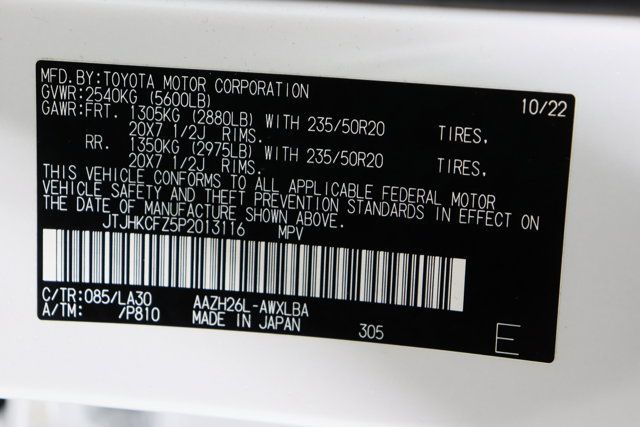 MFD.BY:TOYOTA MOTOR CORPORATION 10/22
GVWR:2540KG (5600LB)
GAWR:FRT. 1305KG (2880LB) WITH 235/50R20 TIRES,
20X7 1/2J RIMS.
RR. 1350KG (2975LB) WITH 235/50R20 TIRES,
20X7 1/2J RIMS.
THIS VEHICLE CONFORMS TO ALL APPLICABLE FEDERAL MOTOR
VEHICLE SAFETY AND THEFT PREVENTION STANDARDS IN EFFECT ON
THE DATE OF MANUFACTURE SHOWN ABOVE.
JTJHKCFZ5P2013116 MPV
C/TR:085/LA30 AAZH26L-AWXLBA
A/TM: /P810 MADE IN JAPAN 305 E